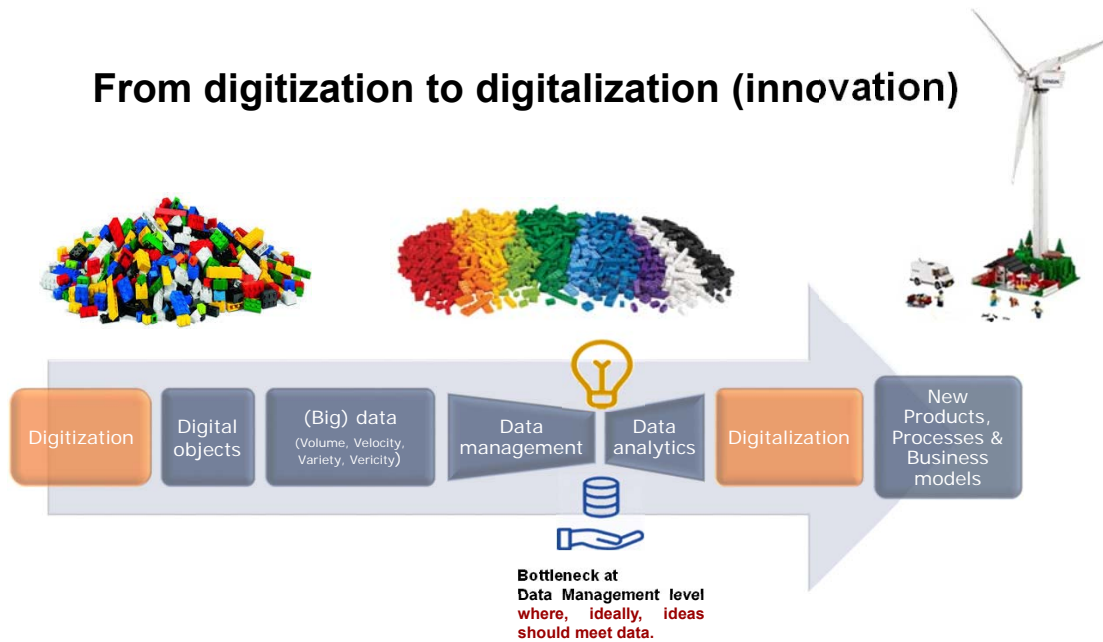 From digitization to digitalization (innovation)
Digitization
Digital
objects
(Big) data
(Volume, Velocity,
Variety, Vericity)
Data
management
Data
analytics
Digitalization
New
Products,
Processes &
Business
models
Bottleneck at
Data Management level
where, ideally, ideas
should meet data.